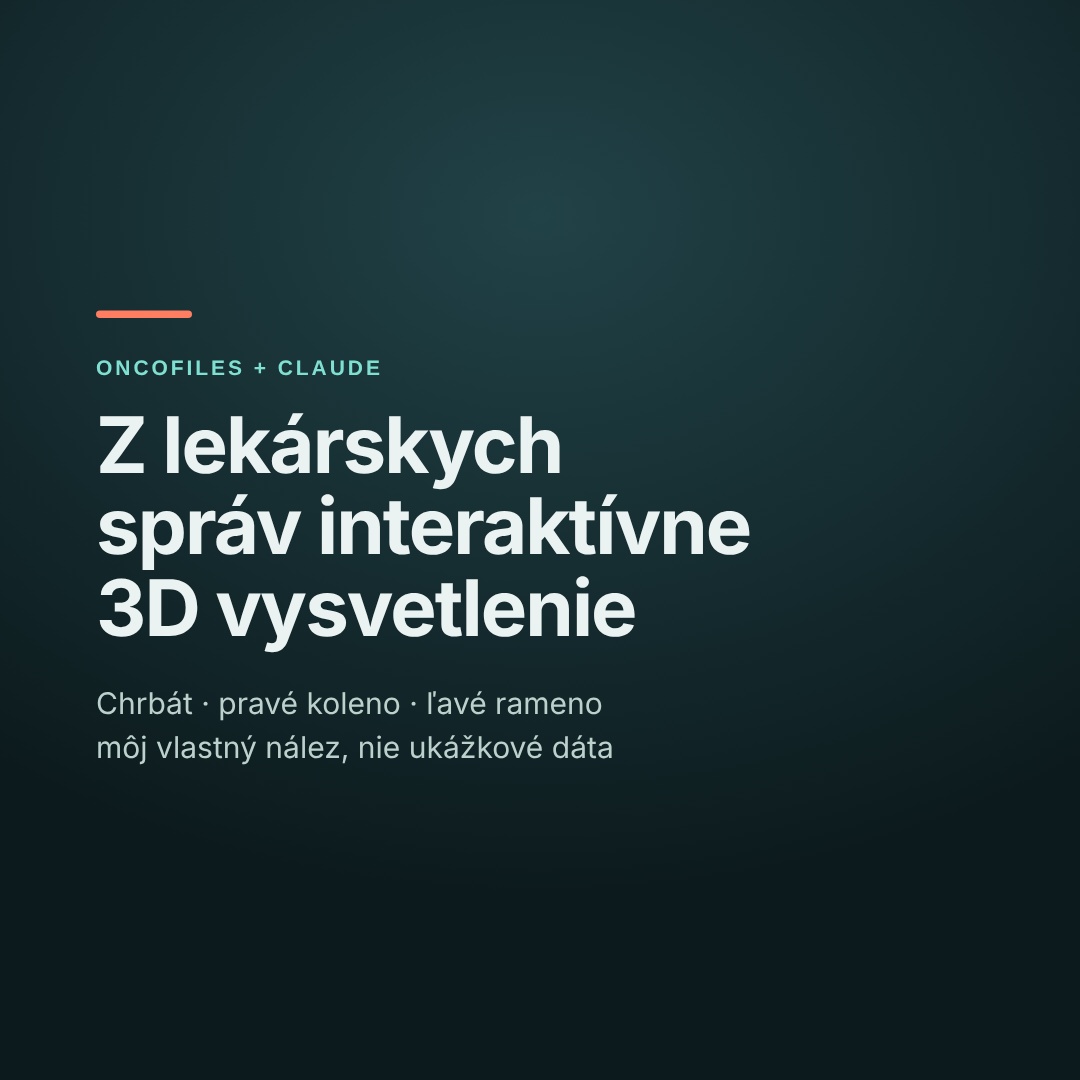 ONCOFILES + CLAUDE
Z lekárskych
správ interaktívne
3D vysvetlenie
Chrbát · pravé koleno · ľavé rameno
môj vlastný nález, nie ukážkové dáta